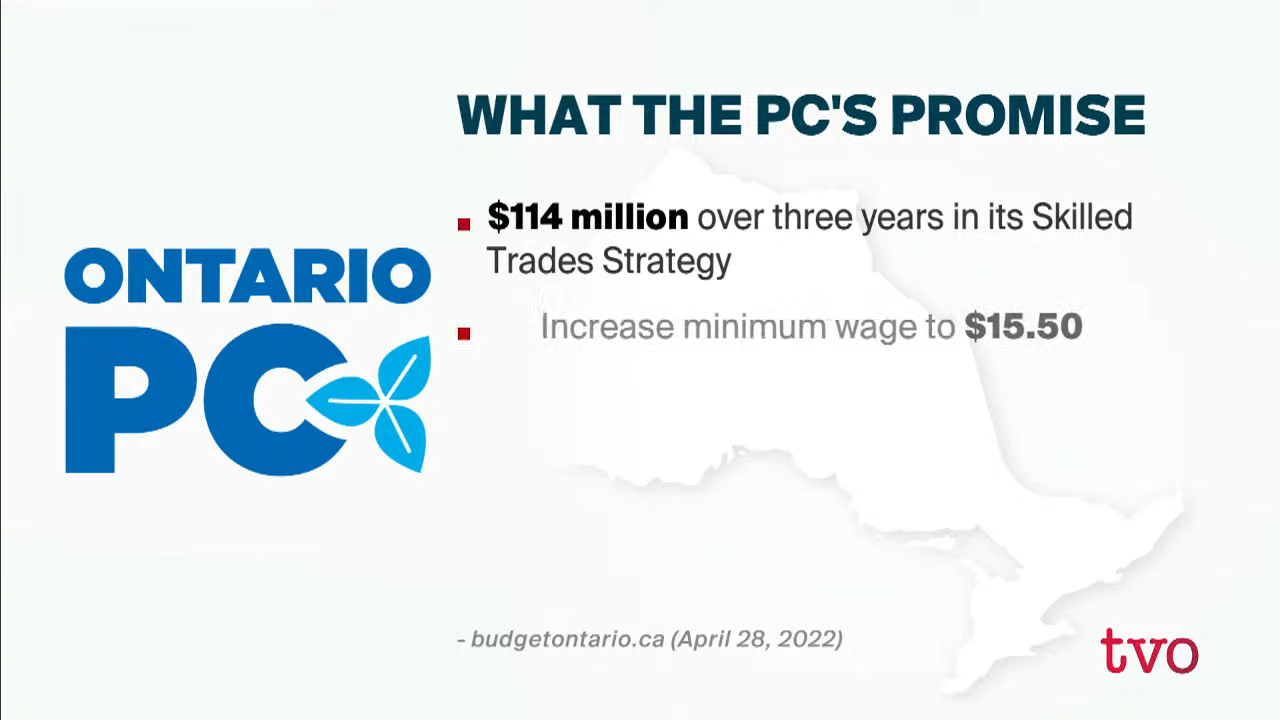 WHAT THE PC'S PROMISE
$114 million over three years in its Skilled
Trades Strategy
Increase minimum wage to $15.50
ONTARIO
PC
- budgetontario.ca (April 28, 2022)
tvo